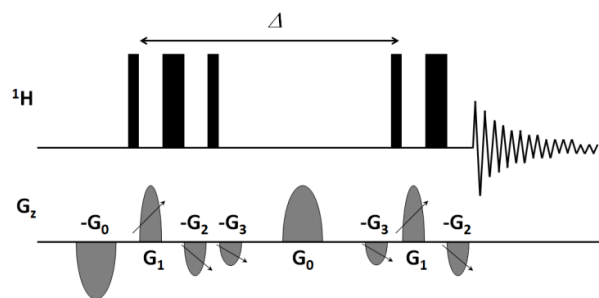 Δ
¹H
G_z
-G₀ -G₂ -G₃ -G₃ -G₂
G₁ G₀ G₁